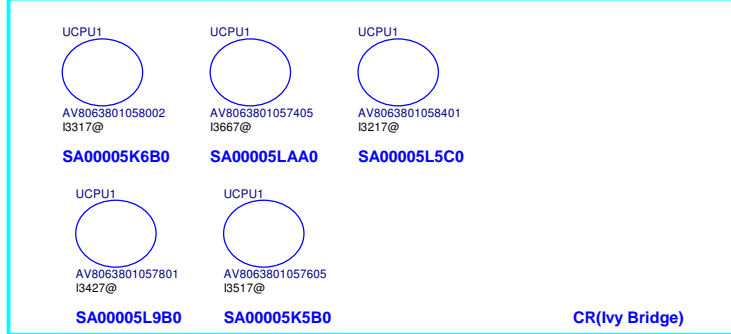 UCPU1 UCPU1 UCPU1
AV8063801058002 AV8063801057405 AV8063801058401
I3317@ I3667@ I3217@
SA00005K6B0 SA00005LAA0 SA00005L5C0
UCPU1 UCPU1
AV8063801057801 AV8063801057605
I3427@ I3517@
SA00005L9B0 SA00005K5B0 CR(Ivy Bridge)